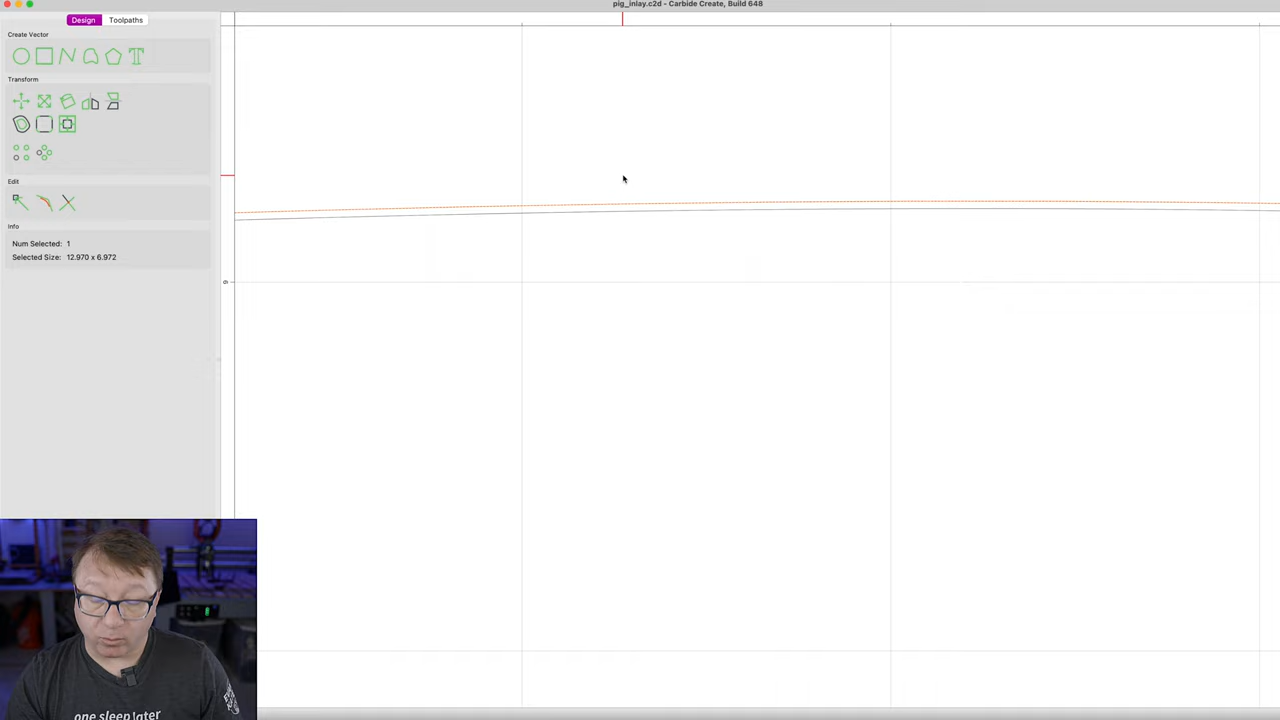 pig_inlay.c2d - Carbide Create, Build 648
Design
Toolpaths
Create Vector
Transform
Edit
Info
Num Selected: 1
Selected Size: 12.970 x 6.972
one sleep later